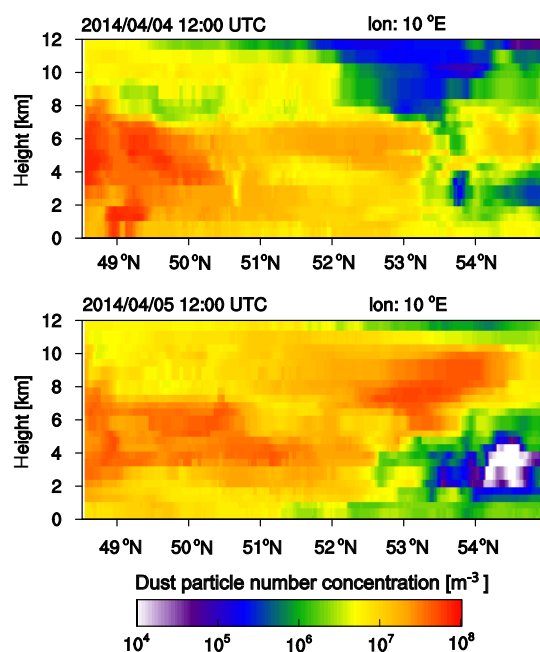 2014/04/04 12:00 UTC lon: 10 °E
12
10
8
6
4
2
0
Height [km]
49°N 50°N 51°N 52°N 53°N 54°N
2014/04/05 12:00 UTC lon: 10 °E
12
10
8
6
4
2
0
Height [km]
49°N 50°N 51°N 52°N 53°N 54°N
Dust particle number concentration [m⁻³ ]
10⁴ 10⁵ 10⁶ 10⁷ 10⁸